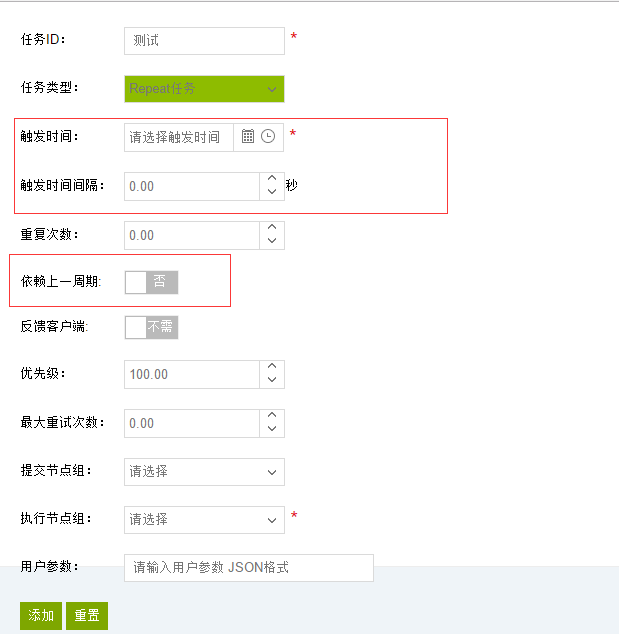 任务ID： 测试 *
任务类型： Repeat任务
触发时间： 请选择触发时间 *
触发时间间隔： 0.00 秒
重复次数： 0.00
依赖上一周期: 否
反馈客户端: 不需
优先级： 100.00
最大重试次数： 0.00
提交节点组： 请选择
执行节点组： 请选择 *
用户参数： 请输入用户参数 JSON格式
添加 重置